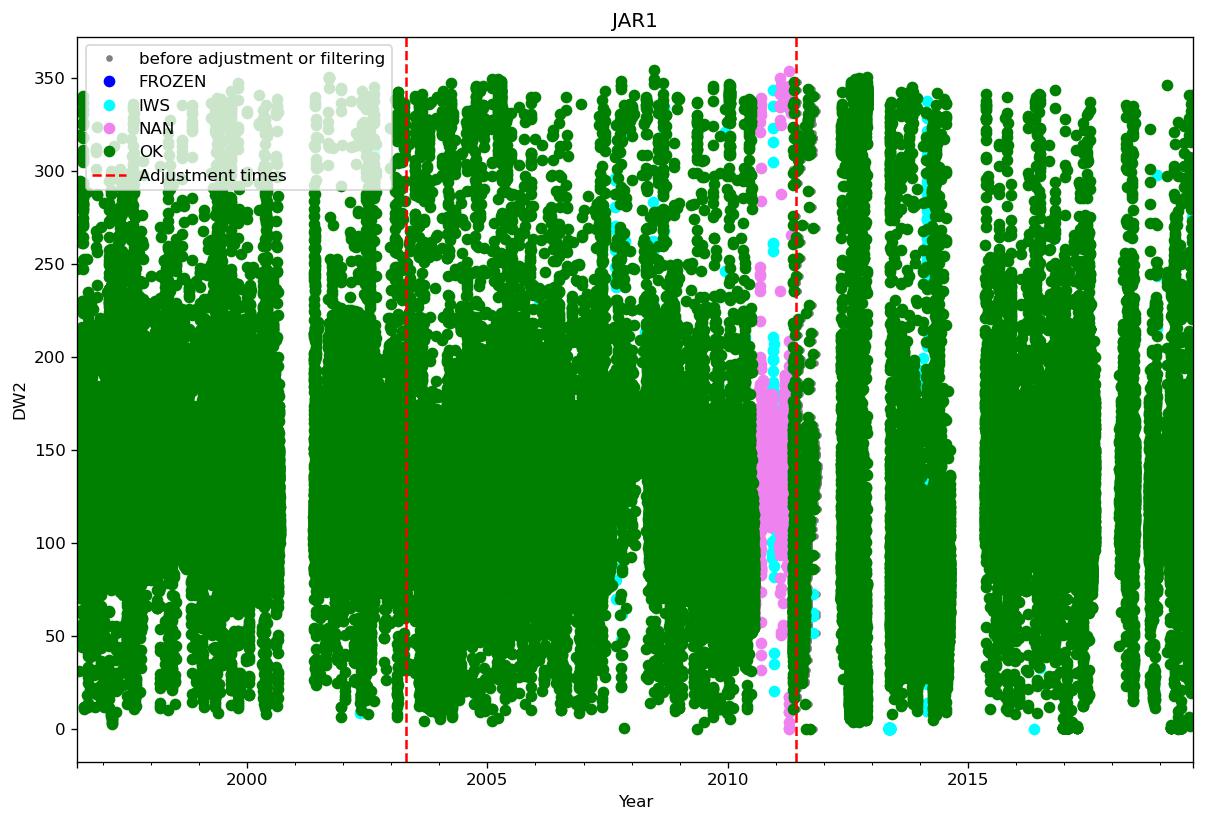 JAR1
before adjustment or filtering
FROZEN
IWS
NAN
OK
Adjustment times
350
300
250
200
150
100
50
0
DW2
2000
2005
2010
2015
Year